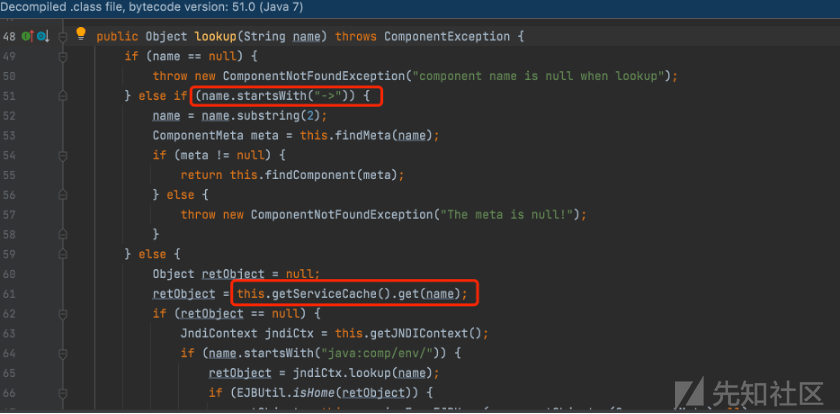 Decompiled .class file, bytecode version: 51.0 (Java 7)
48 public Object lookup(String name) throws ComponentException {
49 if (name == null) {
50 throw new ComponentNotFoundException("component name is null when lookup");
51 } else if (name.startsWith("->")) {
52 name = name.substring(2);
53 ComponentMeta meta = this.findMeta(name);
54 if (meta != null) {
55 return this.findComponent(meta);
56 } else {
57 throw new ComponentNotFoundException("The meta is null!");
58 }
59 } else {
60 Object retObject = null;
61 retObject = this.getServiceCache().get(name);
62 if (retObject == null) {
63 JndiContext jndiCtx = this.getJNDIContext();
64 if (name.startsWith("java:comp/env/")) {
65 retObject = jndiCtx.lookup(name);
66 if (EJBUtil.isHome(retObject)) {
先知社区